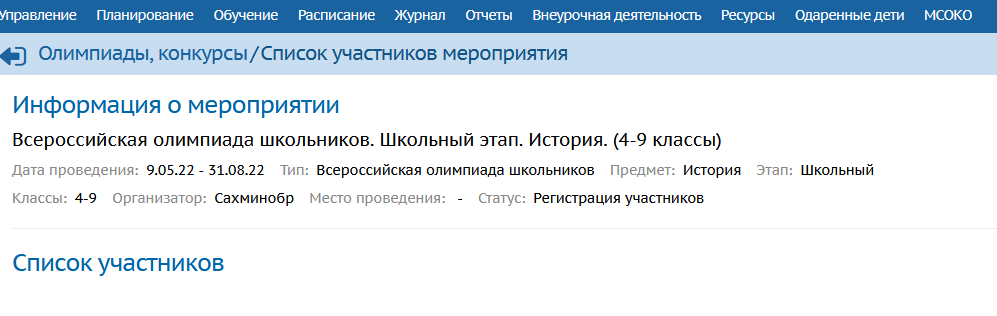 Управление Планирование Обучение Расписание Журнал Отчеты Внеурочная деятельность Ресурсы Одаренные дети МСОКО
Олимпиады, конкурсы/Список участников мероприятия
Информация о мероприятии
Всероссийская олимпиада школьников. Школьный этап. История. (4-9 классы)
Дата проведения: 9.05.22 - 31.08.22 Тип: Всероссийская олимпиада школьников Предмет: История Этап: Школьный
Классы: 4-9 Организатор: Сахминобр Место проведения: - Статус: Регистрация участников
Список участников